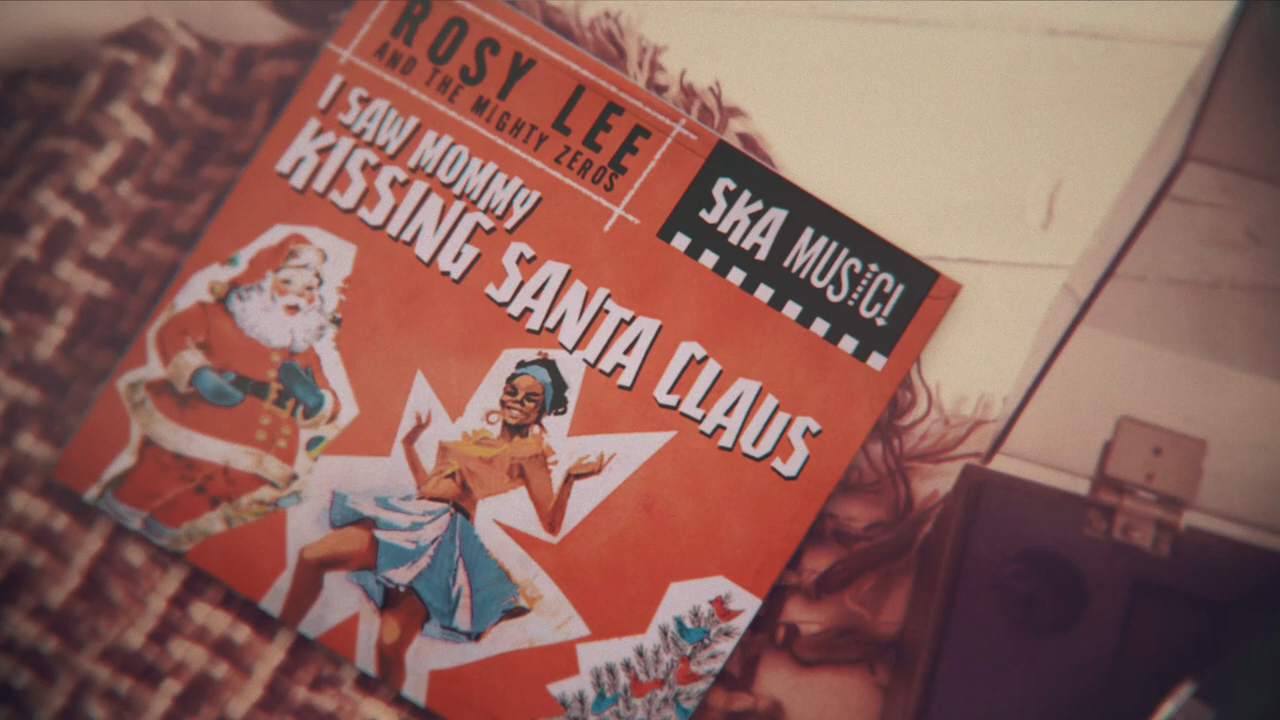 ROSY LEE
AND THE MIGHTY ZEROS
I SAW MOMMY
KISSING SANTA CLAUS
SKA MUSIC!